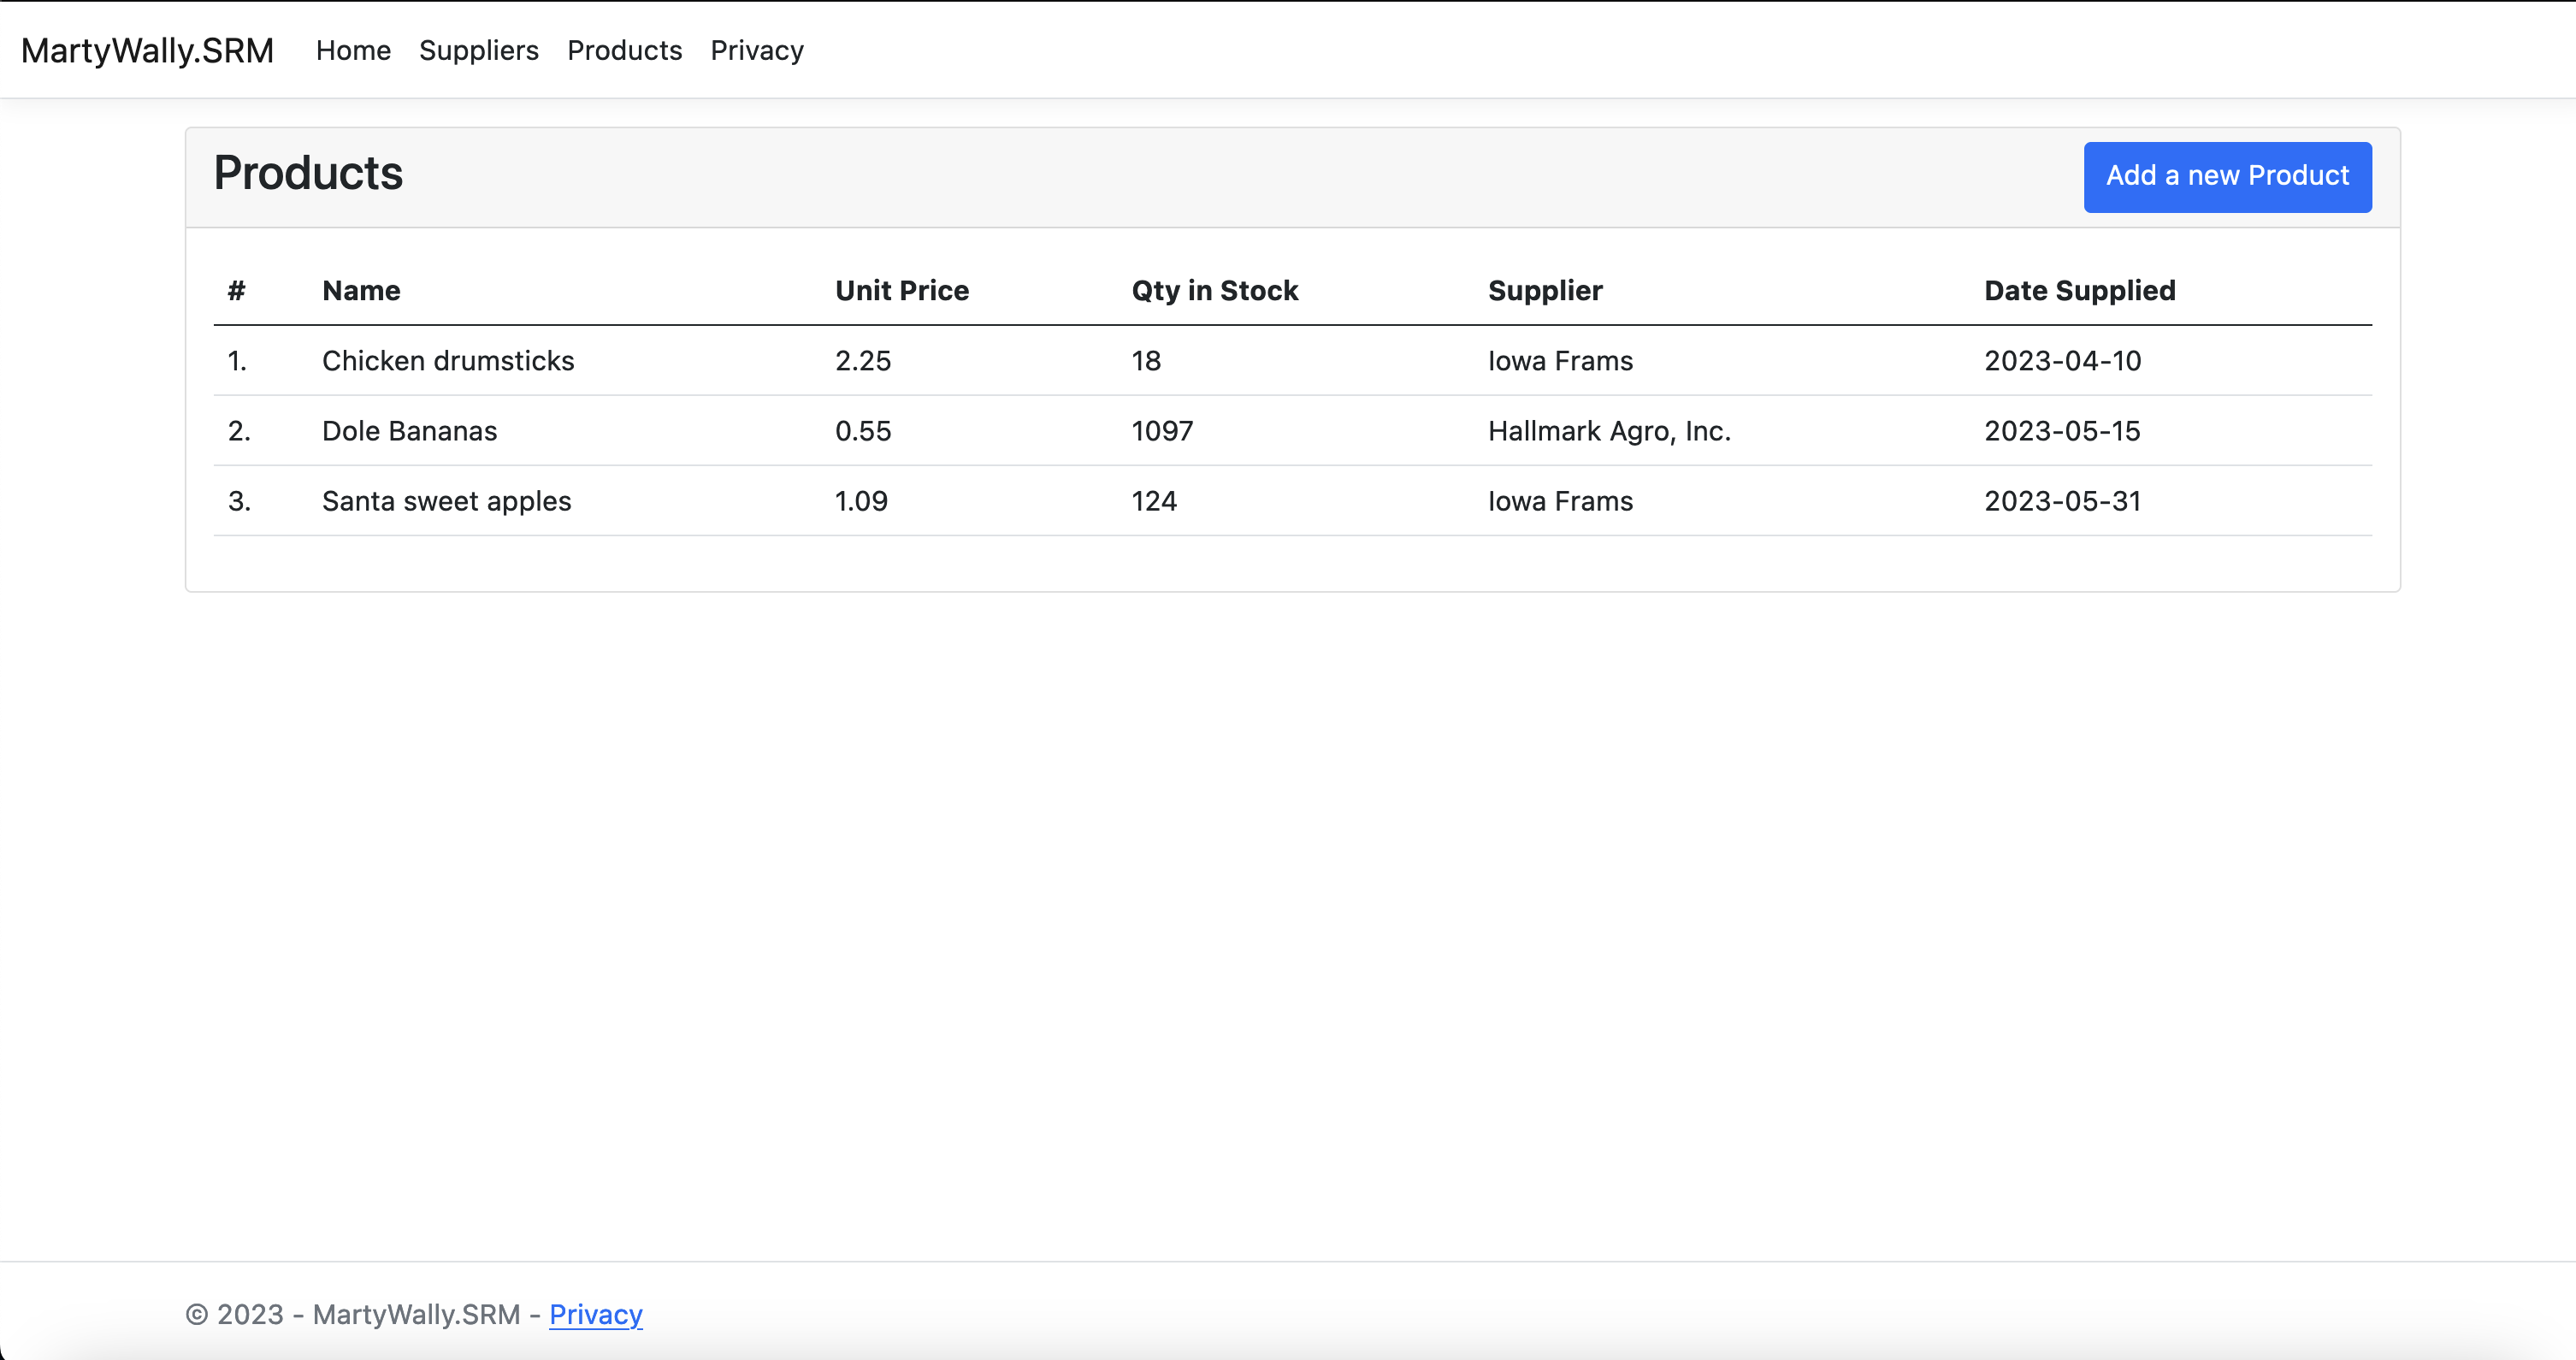 MartyWally.SRM Home Suppliers Products Privacy
Products Add a new Product
# Name Unit Price Qty in Stock Supplier Date Supplied
1. Chicken drumsticks 2.25 18 Iowa Frams 2023-04-10
2. Dole Bananas 0.55 1097 Hallmark Agro, Inc. 2023-05-15
3. Santa sweet apples 1.09 124 Iowa Frams 2023-05-31
© 2023 - MartyWally.SRM - Privacy